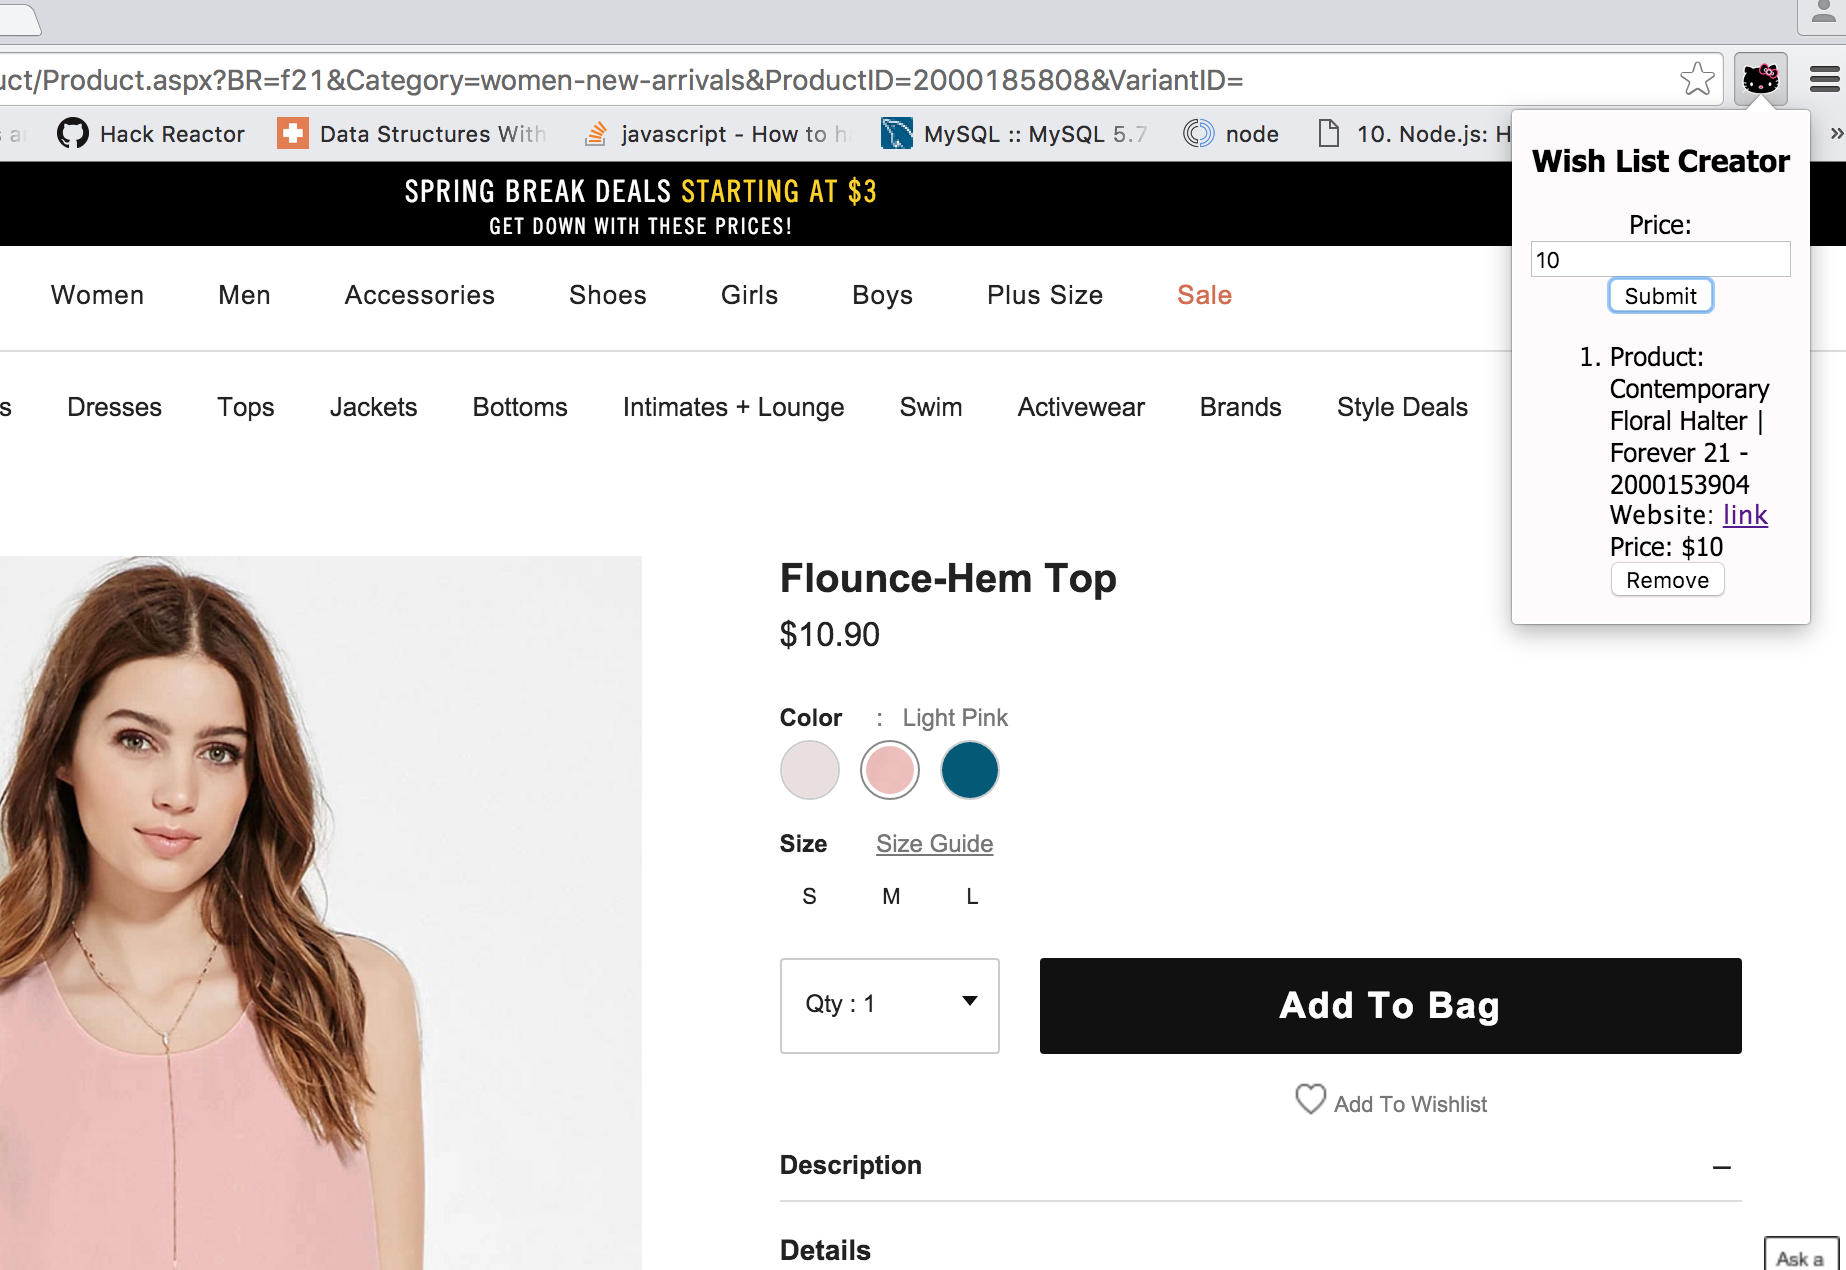 uct/Product.aspx?BR=f21&Category=women-new-arrivals&ProductID=2000185808&VariantID=
Hack Reactor
Data Structures With
javascript - How to h
MySQL :: MySQL 5.7
node
10. Node.js: H
»
SPRING BREAK DEALS STARTING AT $3
GET DOWN WITH THESE PRICES!
Women Men Accessories Shoes Girls Boys Plus Size Sale
s Dresses Tops Jackets Bottoms Intimates + Lounge Swim Activewear Brands Style Deals
Wish List Creator
Price:
10
Submit
1. Product:
Contemporary
Floral Halter |
Forever 21 -
2000153904
Website: link
Price: $10
Remove
Flounce-Hem Top
$10.90
Color : Light Pink
Size Size Guide
S M L
Qty : 1
Add To Bag
Add To Wishlist
Description
Details
Ask a